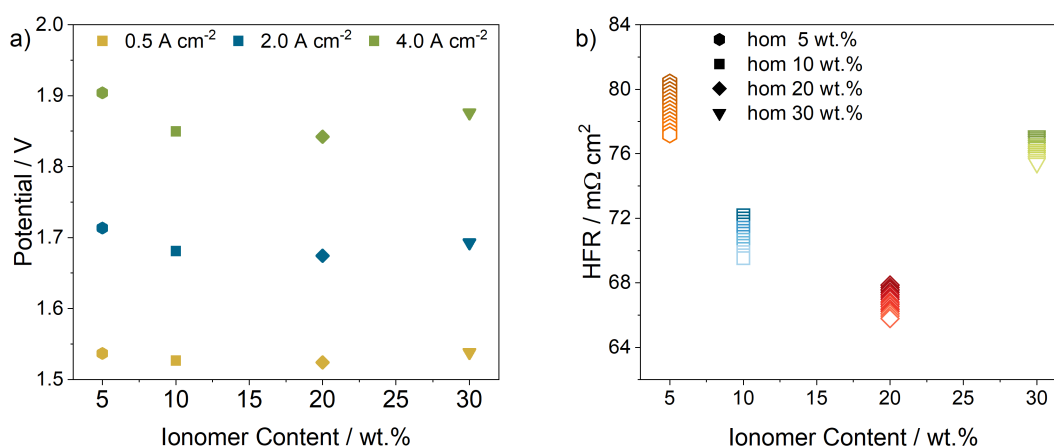 a)
0.5 A cm-2 2.0 A cm-2 4.0 A cm-2
2.0
1.9
1.8
1.7
1.6
1.5
Potential / V
5 10 15 20 25 30
Ionomer Content / wt.%
b)
hom 5 wt.%
hom 10 wt.%
hom 20 wt.%
hom 30 wt.%
84
80
76
72
68
64
HFR / mΩ cm2
5 10 15 20 25 30
Ionomer Content / wt.%